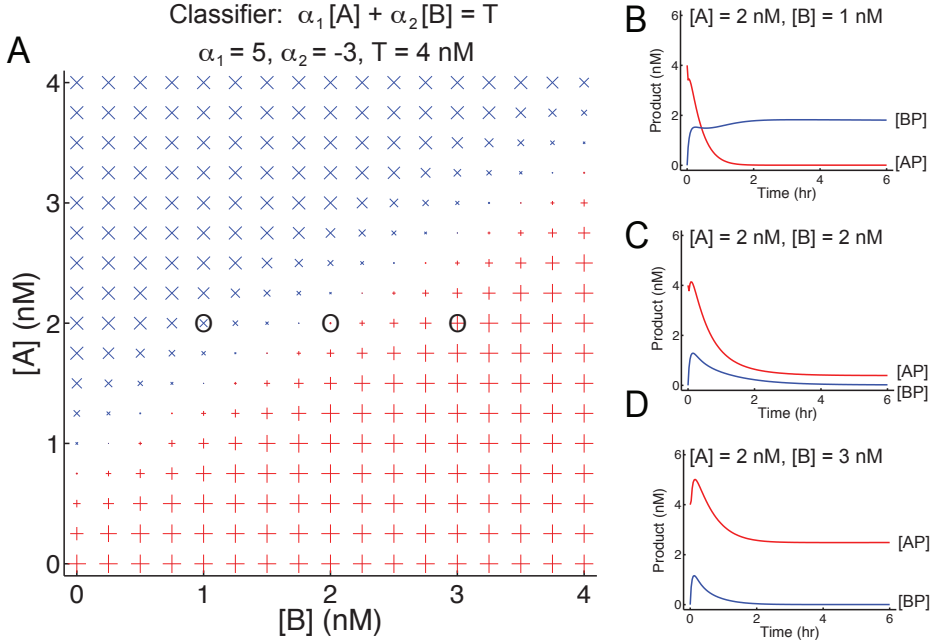 Classifier: α1[A] + α2[B] = T
α1 = 5, α2 = -3, T = 4 nM
A
[A] (nM)
4
3
2
1
0
0 1 2 3 4
[B] (nM)
O O O
B
[A] = 2 nM, [B] = 1 nM
Product (nM)
6
4
2
0
[BP]
[AP]
0 2 4 6
Time (hr)
C
[A] = 2 nM, [B] = 2 nM
Product (nM)
6
4
2
0
[AP]
[BP]
0 2 4 6
Time (hr)
D
[A] = 2 nM, [B] = 3 nM
Product (nM)
6
4
2
0
[AP]
[BP]
0 2 4 6
Time (hr)